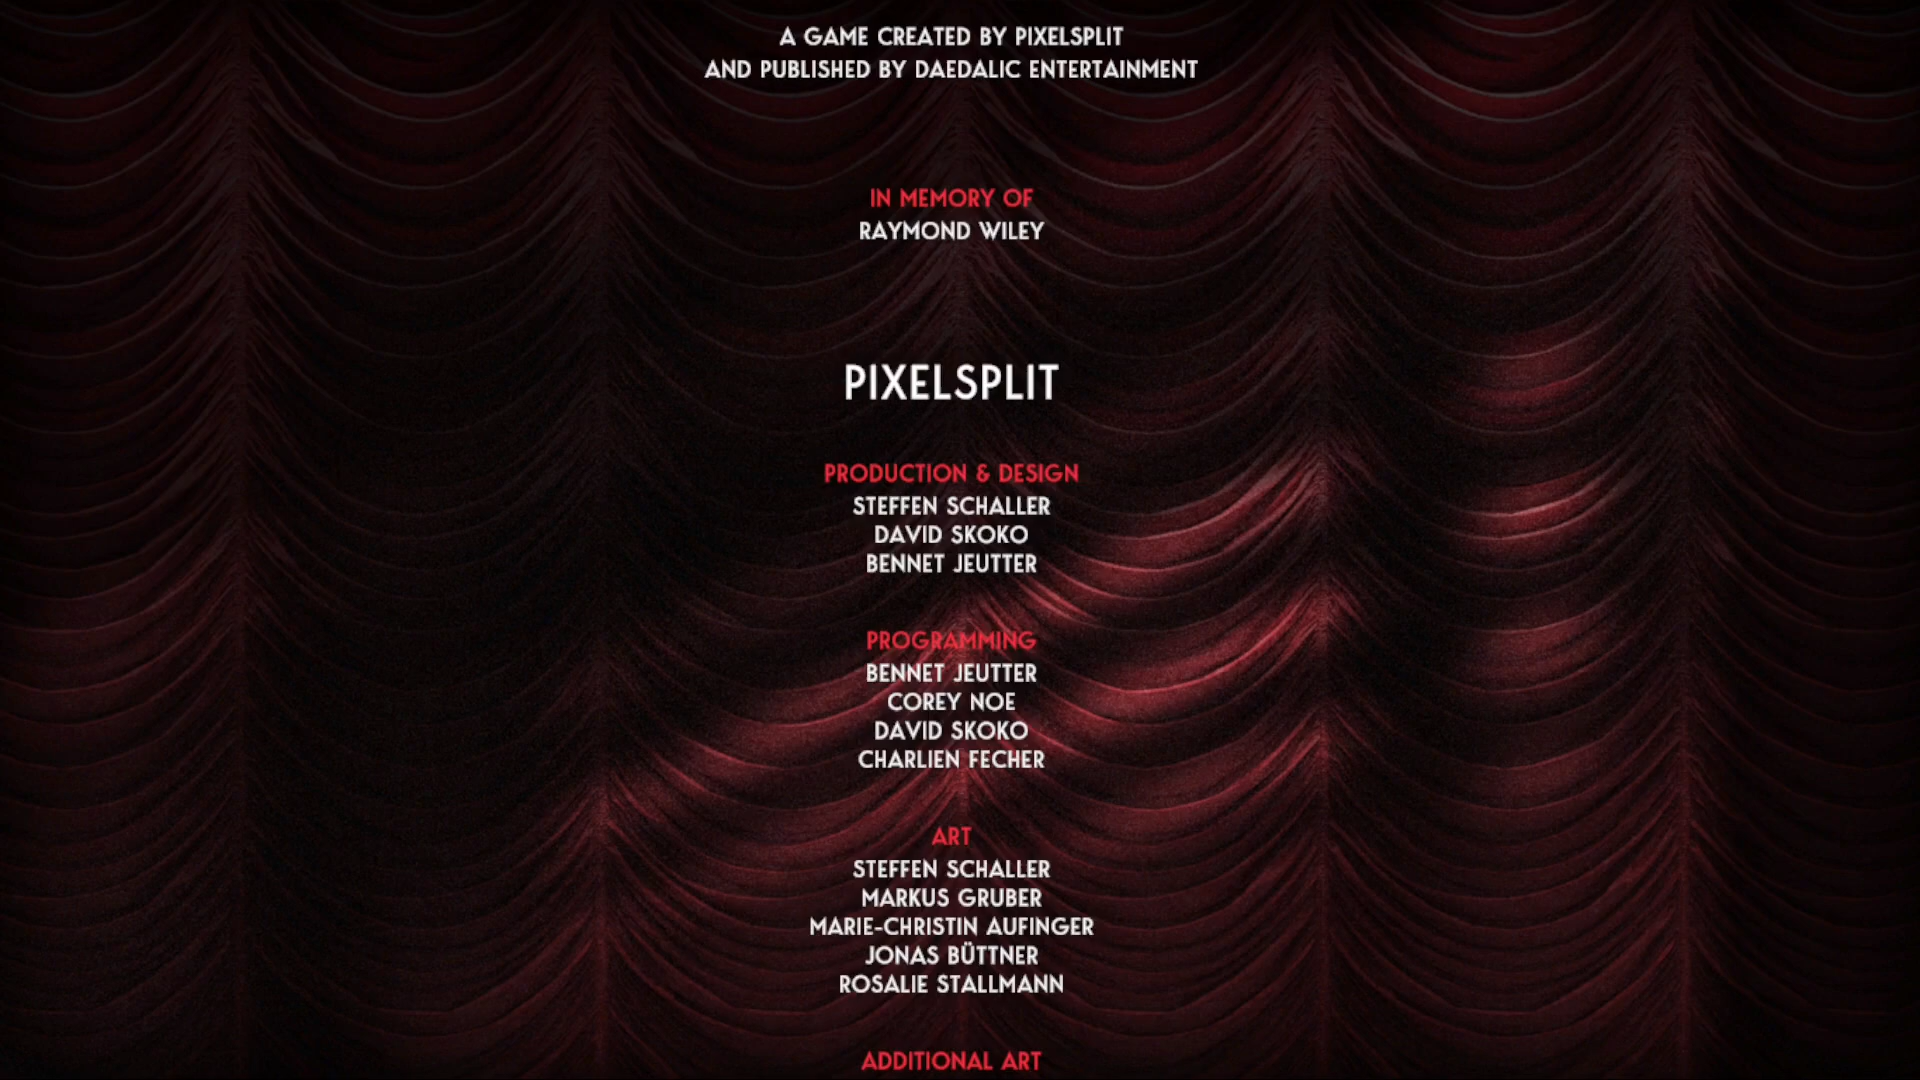 A GAME CREATED BY PIXELSPLIT
AND PUBLISHED BY DAEDALIC ENTERTAINMENT
IN MEMORY OF
RAYMOND WILEY
PIXELSPLIT
PRODUCTION & DESIGN
STEFFEN SCHALLER
DAVID SKOKO
BENNET JEUTTER
PROGRAMMING
BENNET JEUTTER
COREY NOE
DAVID SKOKO
CHARLIEN FECHER
ART
STEFFEN SCHALLER
MARKUS GRUBER
MARIE-CHRISTIN AUFINGER
JONAS BÜTTNER
ROSALIE STALLMANN
ADDITIONAL ART